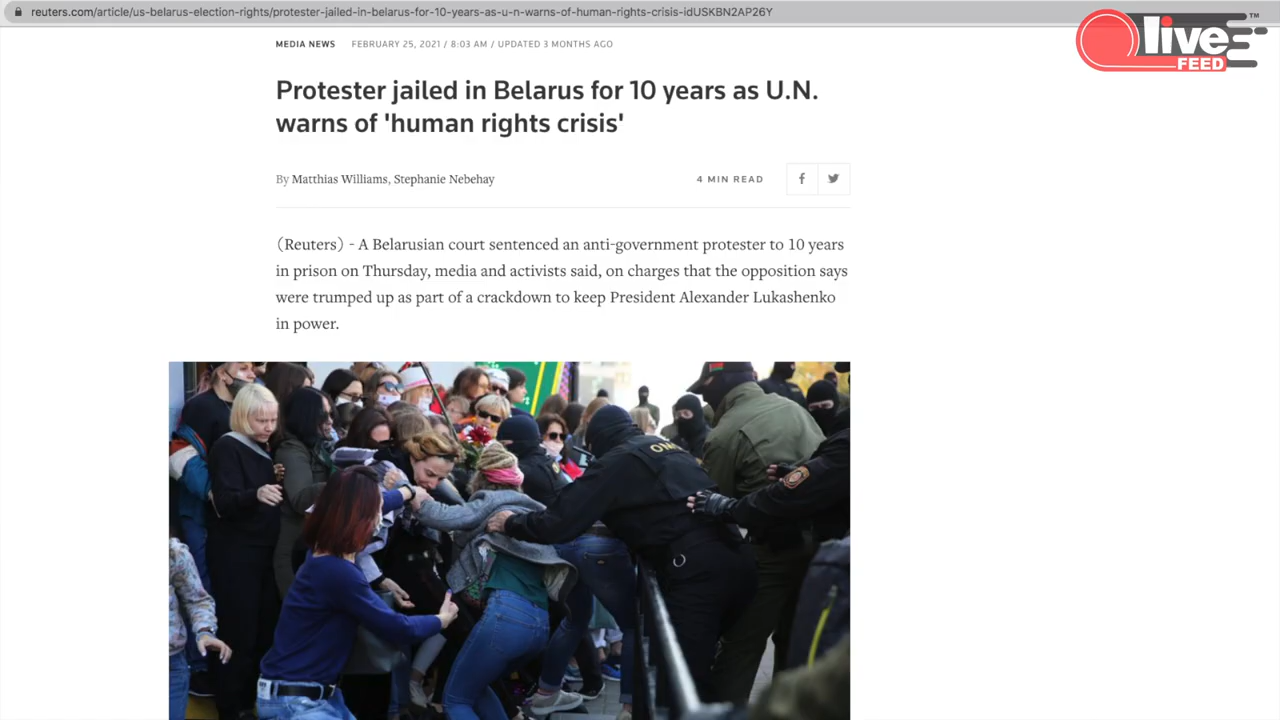 reuters.com/article/us-belarus-election-rights/protester-jailed-in-belarus-for-10-years-as-u-n-warns-of-human-rights-crisis-idUSKBN2AP26Y
live™
FEED
MEDIA NEWS FEBRUARY 25, 2021 / 8:03 AM / UPDATED 3 MONTHS AGO
Protester jailed in Belarus for 10 years as U.N.
warns of 'human rights crisis'
By Matthias Williams, Stephanie Nebehay 4 MIN READ
(Reuters) - A Belarusian court sentenced an anti-government protester to 10 years
in prison on Thursday, media and activists said, on charges that the opposition says
were trumped up as part of a crackdown to keep President Alexander Lukashenko
in power.